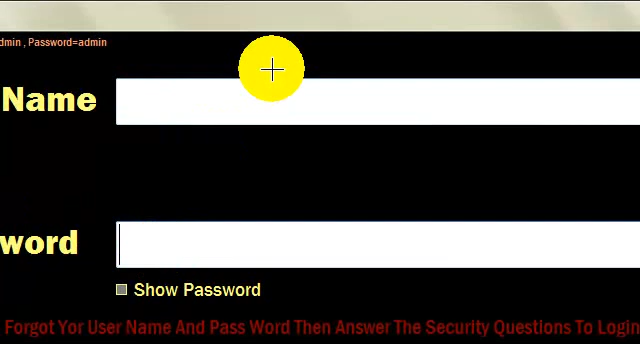 dmin , Password=admin
Name
word
Show Password
Forgot Yor User Name And Pass Word Then Answer The Security Questions To Login